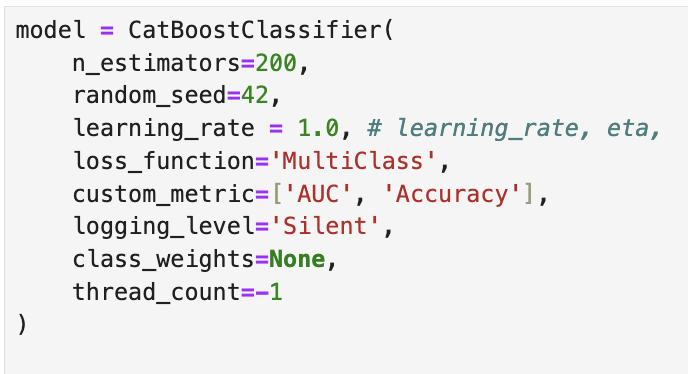 model = CatBoostClassifier(
    n_estimators=200,
    random_seed=42,
    learning_rate = 1.0, # learning_rate, eta,
    loss_function='MultiClass',
    custom_metric=['AUC', 'Accuracy'],
    logging_level='Silent',
    class_weights=None,
    thread_count=-1
)